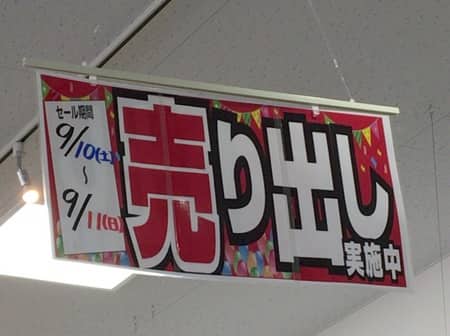 セール期間
9/10(土)
～
9/11(日)
売り出し
実施中